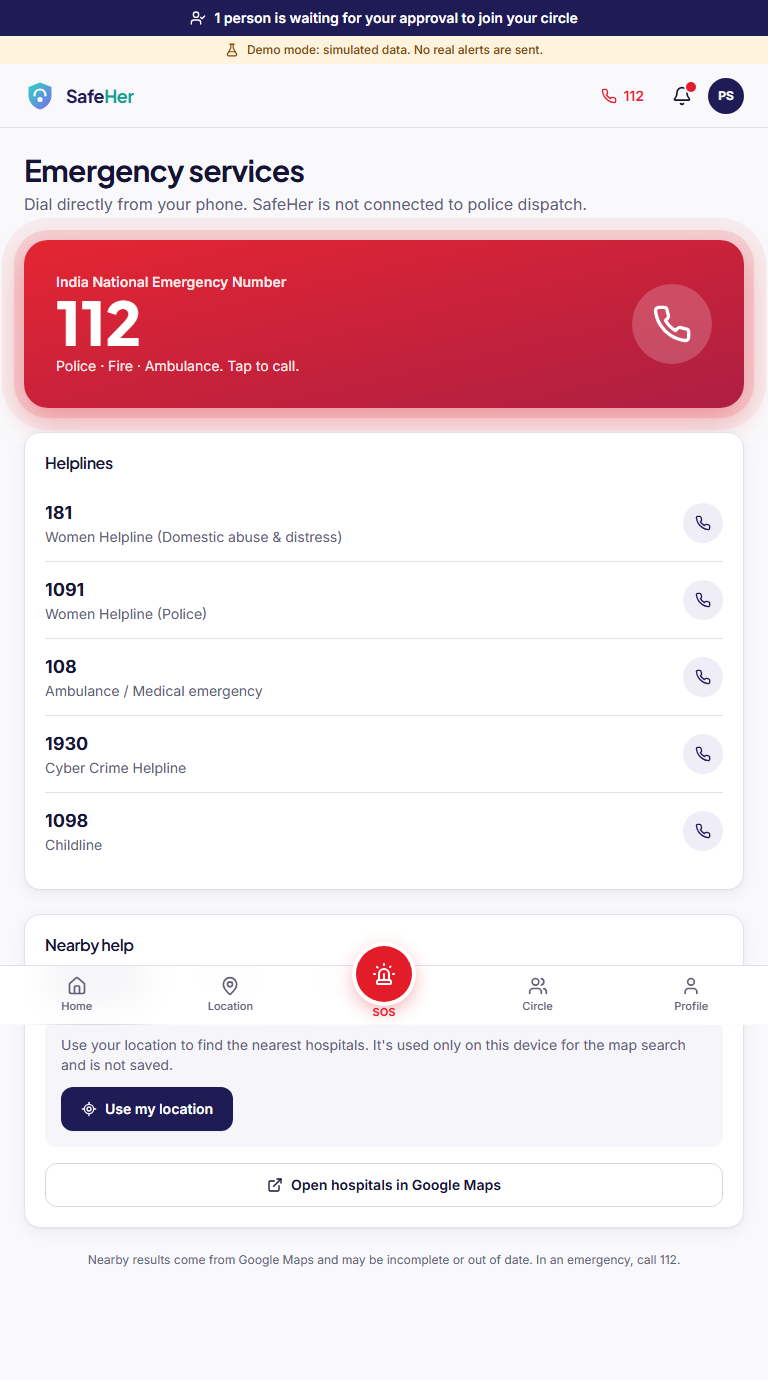 1 person is waiting for your approval to join your circle
Demo mode: simulated data. No real alerts are sent.
SafeHer
112
PS
Emergency services
Dial directly from your phone. SafeHer is not connected to police dispatch.
India National Emergency Number
112
Police · Fire · Ambulance. Tap to call.
Helplines
181
Women Helpline (Domestic abuse & distress)
1091
Women Helpline (Police)
108
Ambulance / Medical emergency
1930
Cyber Crime Helpline
1098
Childline
Nearby help
Home
Location
SOS
Circle
Profile
Use your location to find the nearest hospitals. It's used only on this device for the map search
and is not saved.
Use my location
Open hospitals in Google Maps
Nearby results come from Google Maps and may be incomplete or out of date. In an emergency, call 112.